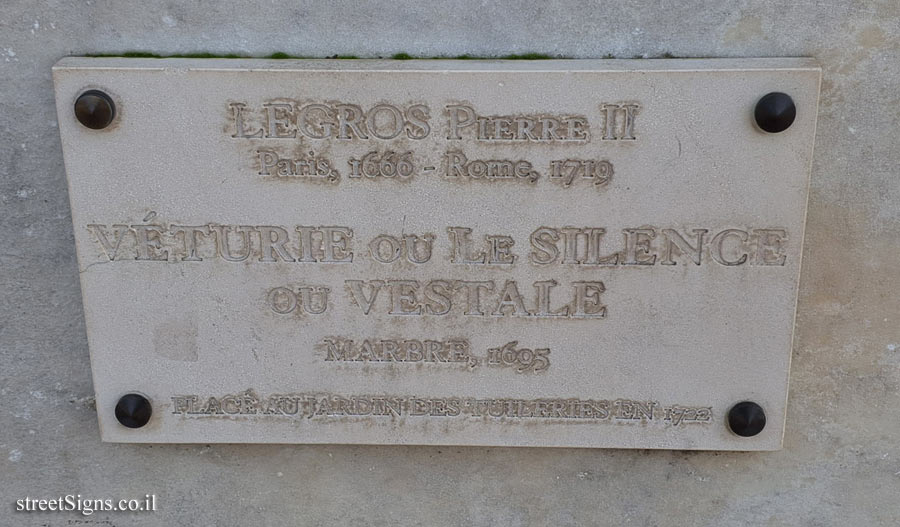 LEGROS PIERRE II
Paris, 1666 - Rome, 1719
VÉTURIE OU LE SILENCE
OU VESTALE
MARBRE, 1695
PLACÉ AU JARDIN DES TUILERIES EN 1722
streetSigns.co.il